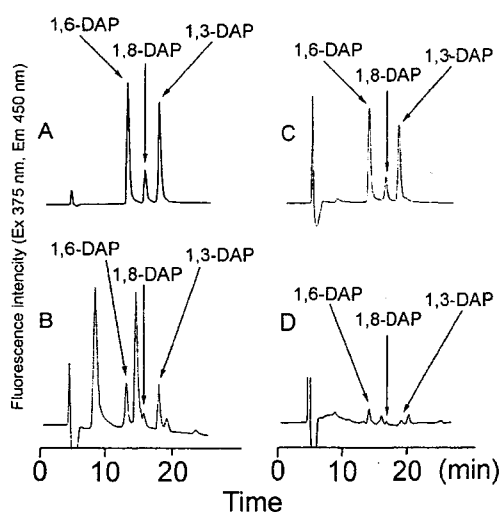 Fluorescence intencity (Ex 375 nm, Em 450 nm)
A
1,6-DAP
1,8-DAP
1,3-DAP
B
1,6-DAP
1,8-DAP
1,3-DAP
C
1,6-DAP
1,8-DAP
1,3-DAP
D
1,6-DAP
1,8-DAP
1,3-DAP
0 10 20
0 10 20 (min)
Time